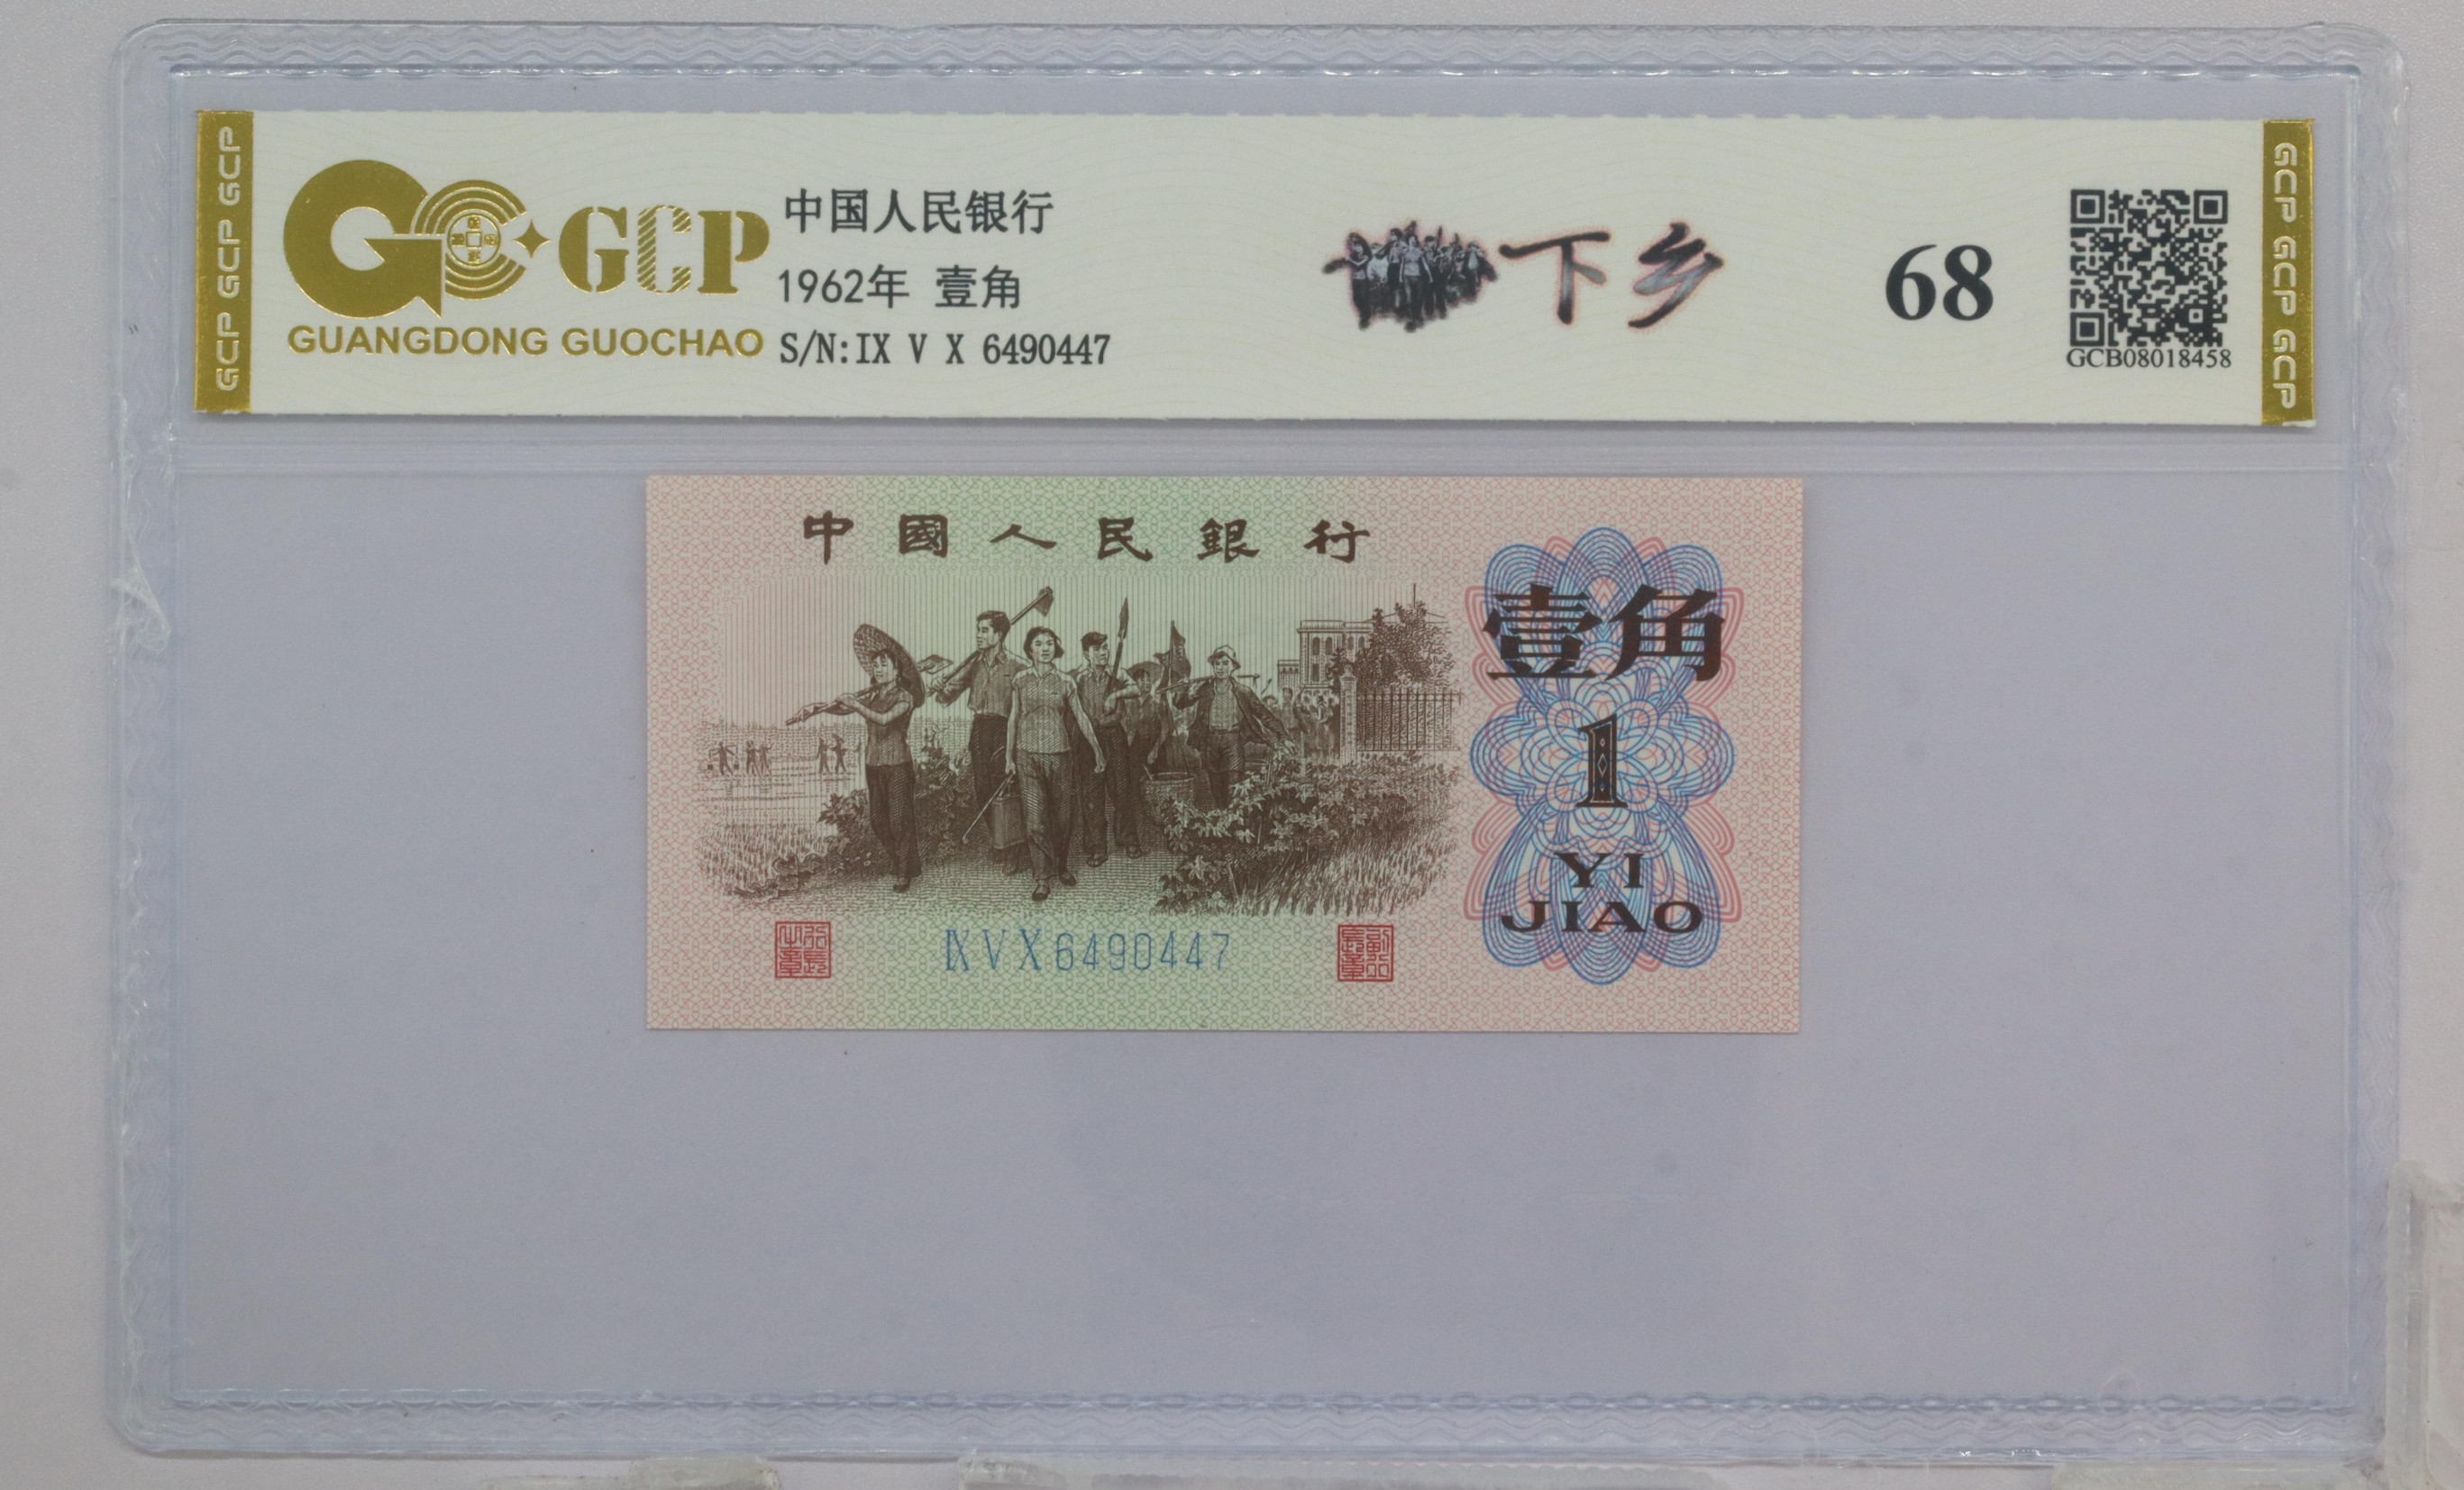 GCP GCP GCP
GCP
GUANGDONG GUOCHAO
中国人民银行
1962年 壹角
S/N:IX V X 6490447
下乡
68
GCB08018458
GCP GCP GCP
中國人民銀行
壹角
1
YI
JIAO
IX V X 6490447